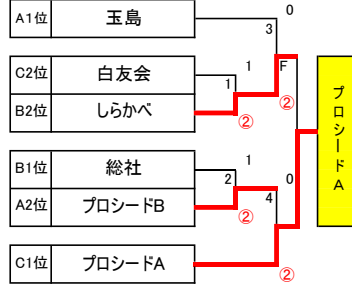 A1位 玉島 0
3
C2位 白友会 1 F
1
B2位 しらかべ ② ②
B1位 総社 1 0
2 4
A2位 プロシードB ②
C1位 プロシードA ②
プロシードA